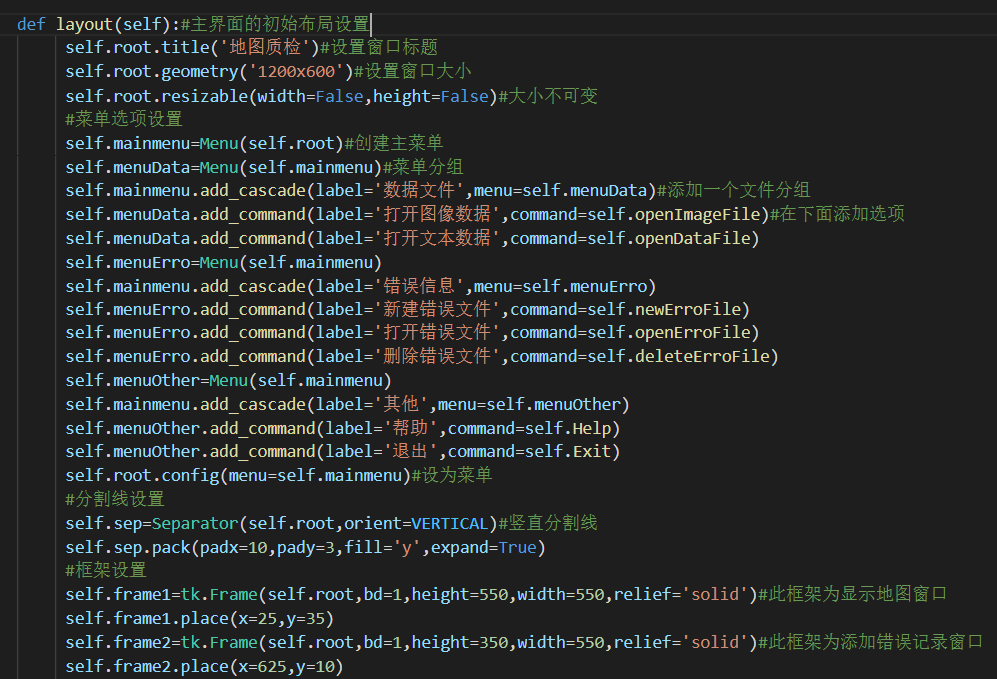 def layout(self):#主界面的初始布局设置
self.root.title('地图质检')#设置窗口标题
self.root.geometry('1200x600')#设置窗口大小
self.root.resizable(width=False,height=False)#大小不可变
#菜单选项设置
self.mainmenu=Menu(self.root)#创建主菜单
self.menuData=Menu(self.mainmenu)#菜单分组
self.mainmenu.add_cascade(label='数据文件',menu=self.menuData)#添加一个文件分组
self.menuData.add_command(label='打开图像数据',command=self.openImageFile)#在下面添加选项
self.menuData.add_command(label='打开文本数据',command=self.openDataFile)
self.menuErro=Menu(self.mainmenu)
self.mainmenu.add_cascade(label='错误信息',menu=self.menuErro)
self.menuErro.add_command(label='新建错误文件',command=self.newErroFile)
self.menuErro.add_command(label='打开错误文件',command=self.openErroFile)
self.menuErro.add_command(label='删除错误文件',command=self.deleteErroFile)
self.menuOther=Menu(self.mainmenu)
self.mainmenu.add_cascade(label='其他',menu=self.menuOther)
self.menuOther.add_command(label='帮助',command=self.Help)
self.menuOther.add_command(label='退出',command=self.Exit)
self.root.config(menu=self.mainmenu)#设为菜单
#分割线设置
self.sep=Separator(self.root,orient=VERTICAL)#竖直分割线
self.sep.pack(padx=10,pady=3,fill='y',expand=True)
#框架设置
self.frame1=tk.Frame(self.root,bd=1,height=550,width=550,relief='solid')#此框架为显示地图窗口
self.frame1.place(x=25,y=35)
self.frame2=tk.Frame(self.root,bd=1,height=350,width=550,relief='solid')#此框架为添加错误记录窗口
self.frame2.place(x=625,y=10)